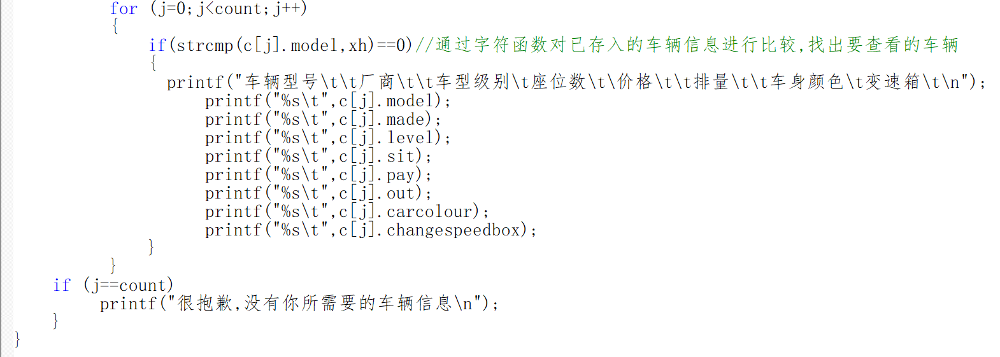 for (j=0;j<count;j++)
{
if(strcmp(c[j].model,xh)==0)//通过字符函数对已存入的车辆信息进行比较,找出要查看的车辆
{
printf("车辆型号\t\t厂商\t\t车型级别\t座位数\t\价格\t\t排量\t\t车身颜色\t变速箱\t\n");
printf("%s\t",c[j].model);
printf("%s\t",c[j].made);
printf("%s\t",c[j].level);
printf("%s\t",c[j].sit);
printf("%s\t",c[j].pay);
printf("%s\t",c[j].out);
printf("%s\t",c[j].carcolour);
printf("%s\t",c[j].changespeedbox);
}
}
if (j==count)
printf("很抱歉,没有你所需要的车辆信息\n");
}
}